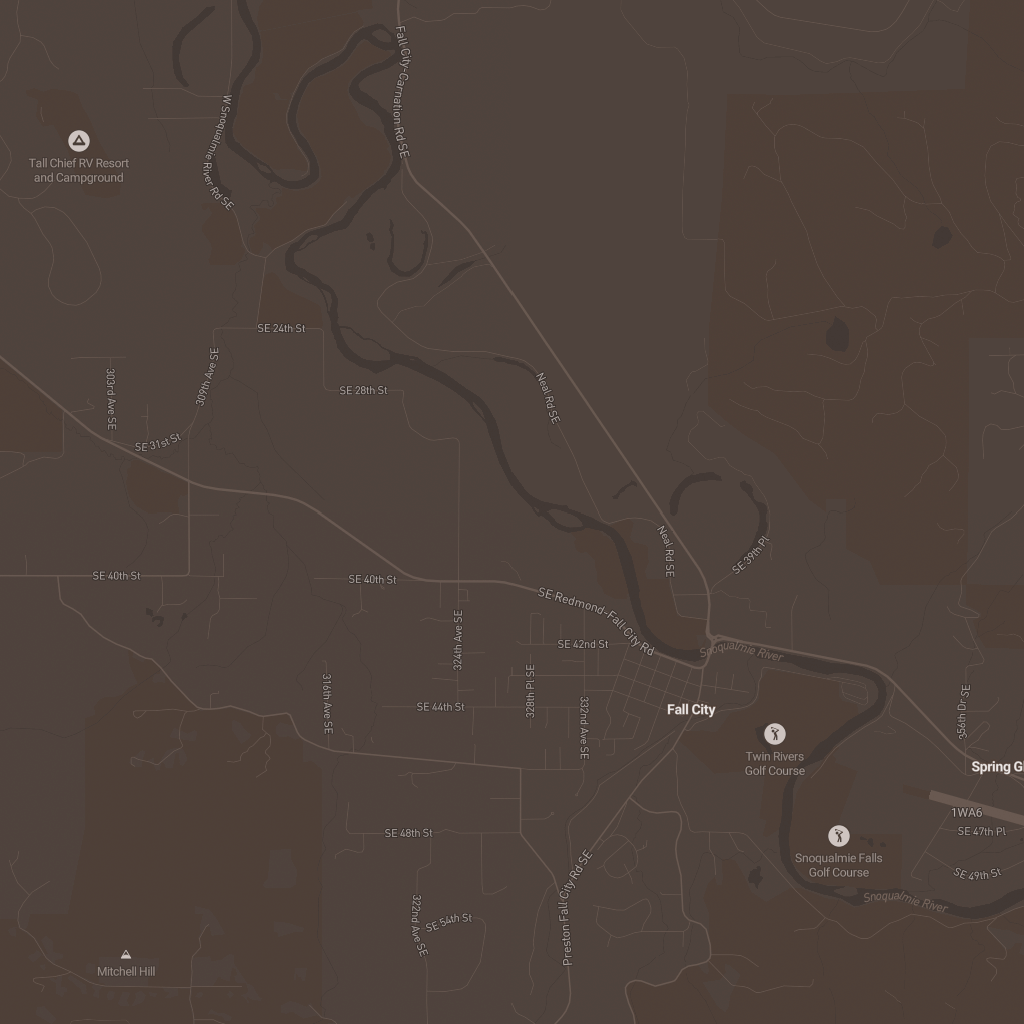 Fall City-Carnation Rd SE
W Snoqualmie River Rd SE
Tall Chief RV Resort
and Campground
SE 24th St
303rd Ave SE
309th Ave SE
SE 28th St
Neal Rd SE
SE 31st St
Neal Rd SE
SE 39th Pl
SE 40th St
SE 40th St
SE Redmond-Fall City Rd
324th Ave SE
SE 42nd St
Snoqualmie River
316th Ave SE
328th Pl SE
332nd Ave SE
SE 44th St
Fall City
356th Dr SE
Twin Rivers
Golf Course
Spring Gl
1WA6
SE 48th St
SE 47th Pl
Snoqualmie Falls
Golf Course
SE 49th St
Snoqualmie River
Preston Fall City Rd SE
322nd Ave SE
SE 54th St
Mitchell Hill